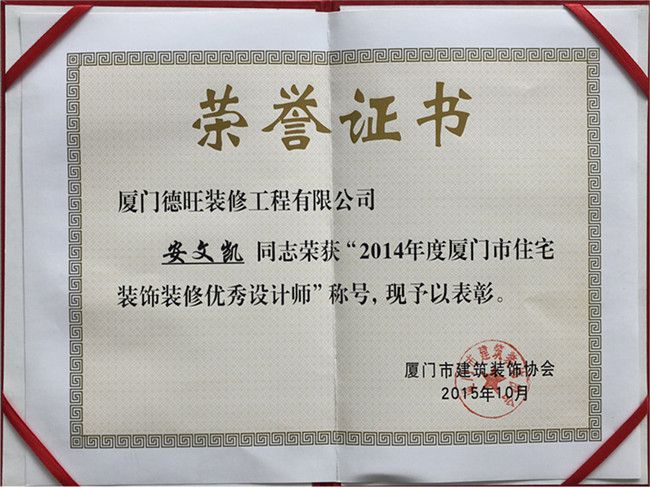 荣誉证书
厦门德旺装修工程有限公司
安文凯 同志荣获“2014年度厦门市住宅
装饰装修优秀设计师”称号，现予以表彰。
厦门市建筑装饰协会
2015年10月